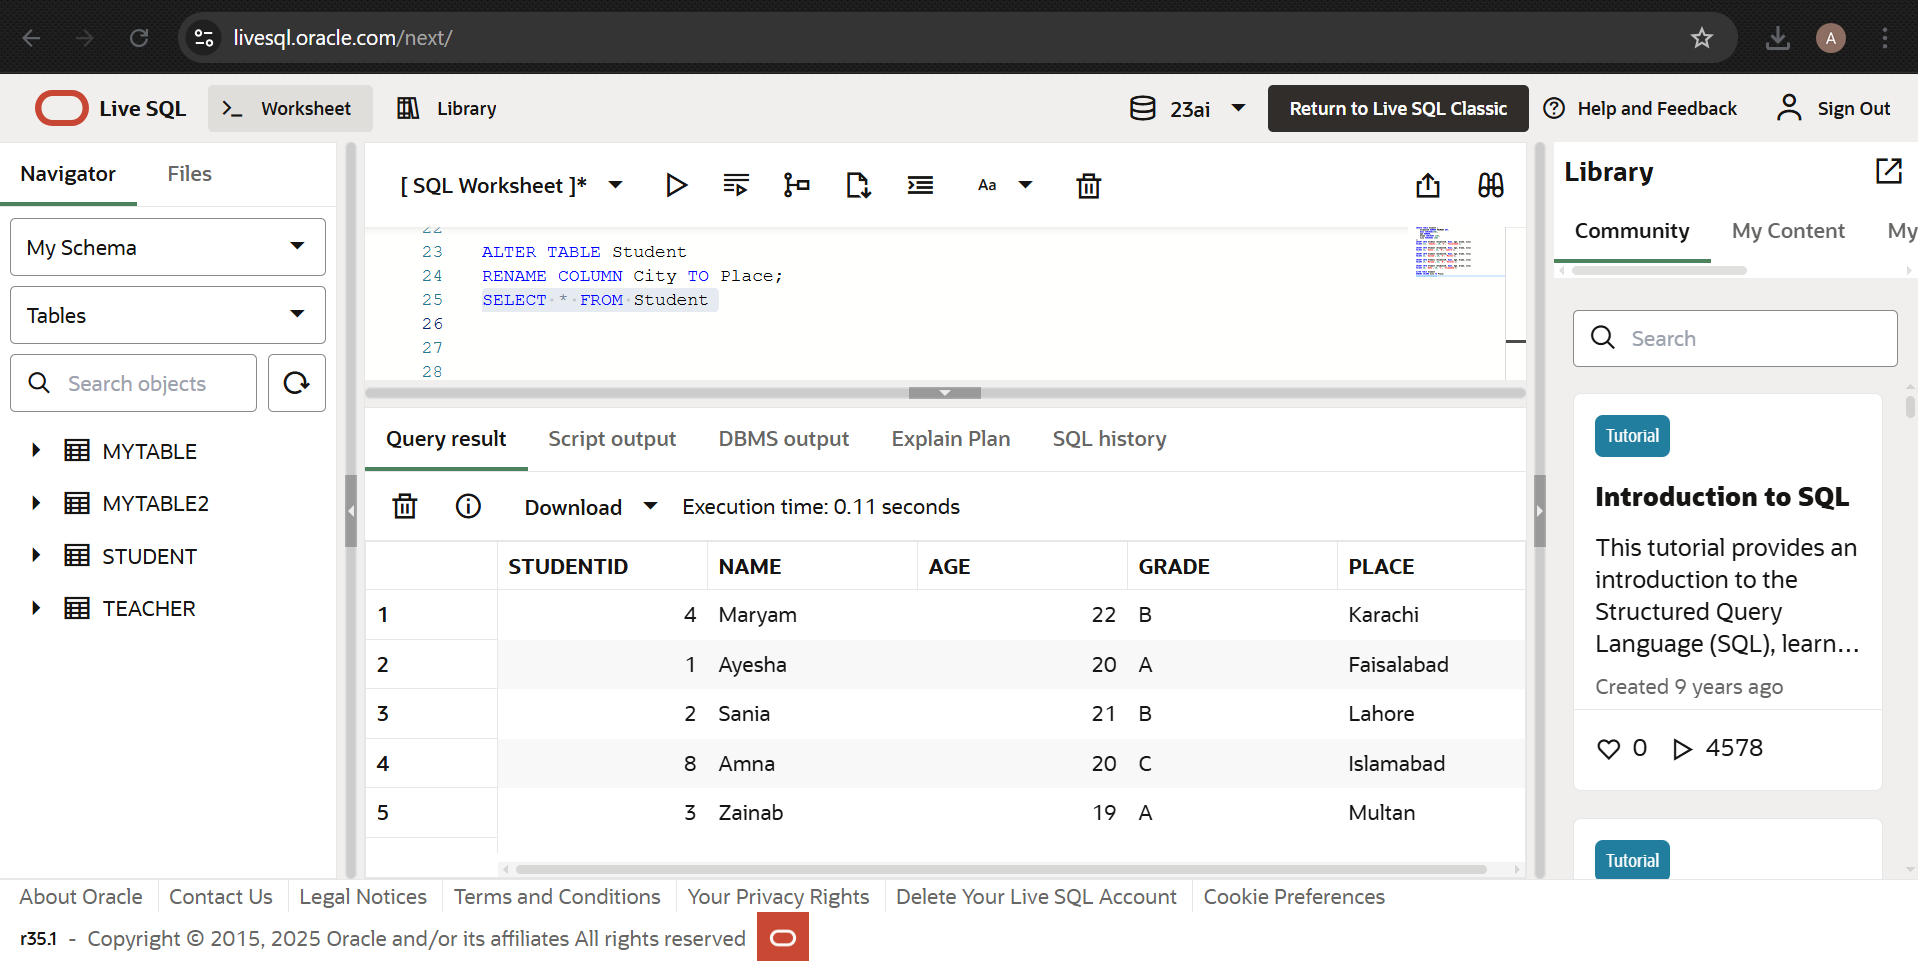 livesql.oracle.com/next/
A
Live SQL
>_ Worksheet
Library
23ai
Return to Live SQL Classic
Help and Feedback
Sign Out
Navigator
Files
My Schema
Tables
Search objects
MYTABLE
MYTABLE2
STUDENT
TEACHER
[ SQL Worksheet ]*
Aa
22
23 ALTER TABLE Student
24 RENAME COLUMN City TO Place;
25 SELECT * FROM Student
26
27
28
Query result Script output DBMS output Explain Plan SQL history
Download Execution time: 0.11 seconds
STUDENTID NAME AGE GRADE PLACE
1 4 Maryam 22 B Karachi
2 1 Ayesha 20 A Faisalabad
3 2 Sania 21 B Lahore
4 8 Amna 20 C Islamabad
5 3 Zainab 19 A Multan
Library
Community My Content My
Search
Tutorial
Introduction to SQL
This tutorial provides an
introduction to the
Structured Query
Language (SQL), learn...
Created 9 years ago
0 4578
Tutorial
About Oracle Contact Us Legal Notices Terms and Conditions Your Privacy Rights Delete Your Live SQL Account Cookie Preferences
r35.1 - Copyright © 2015, 2025 Oracle and/or its affiliates All rights reserved